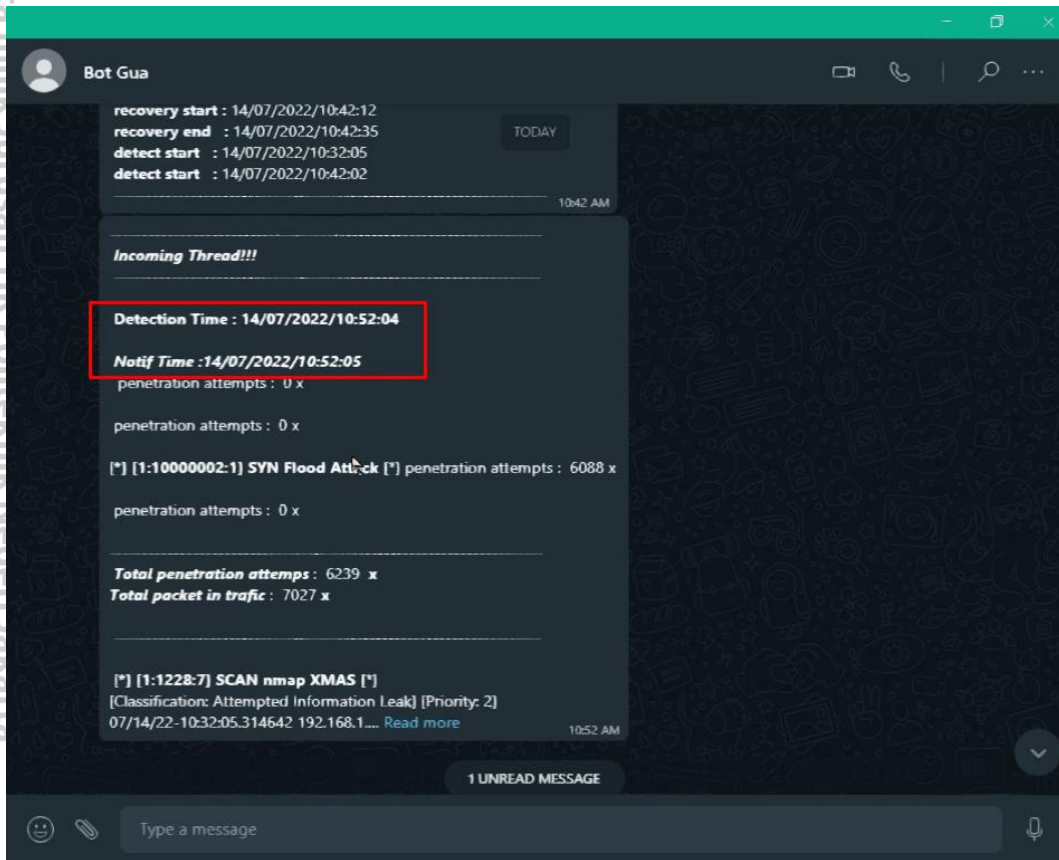 Bot Gua
recovery start : 14/07/2022/10:42:12
recovery end : 14/07/2022/10:42:35
TODAY
detect start : 14/07/2022/10:32:05
detect start : 14/07/2022/10:42:02
10:42 AM
Incoming Thread!!!
Detection Time : 14/07/2022/10:52:04
Notif Time :14/07/2022/10:52:05
penetration attempts : 0 x
penetration attempts : 0 x
[*] [1:10000002:1] SYN Flood Attack [*] penetration attempts : 6088 x
penetration attempts : 0 x
Total penetration attemps : 6239 x
Total packet in trafic : 7027 x
[*] [1:1228:7] SCAN nmap XMAS [*]
[Classification: Attempted Information Leak] [Priority: 2]
07/14/22-10:32:05.314642 192.168.1.... Read more
10:52 AM
1 UNREAD MESSAGE
Type a message